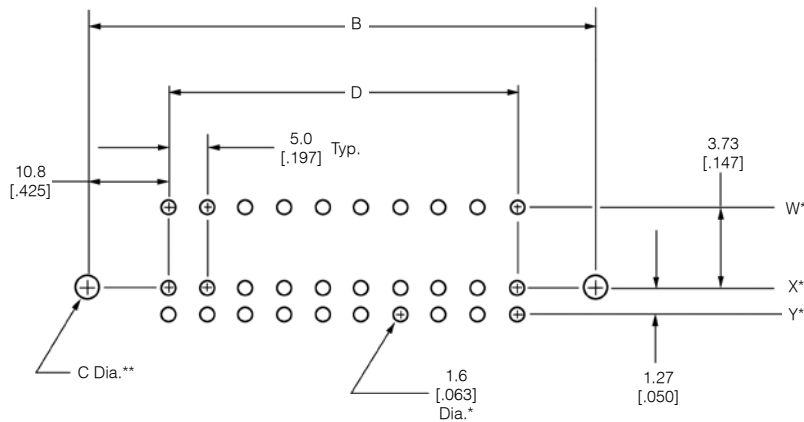 B
D
5.0
[.197]
Typ.
3.73
[.147]
10.8
[.425]
W*
X*
Y*
C Dia.**
1.6
[.063]
Dia.*
1.27
[.050]